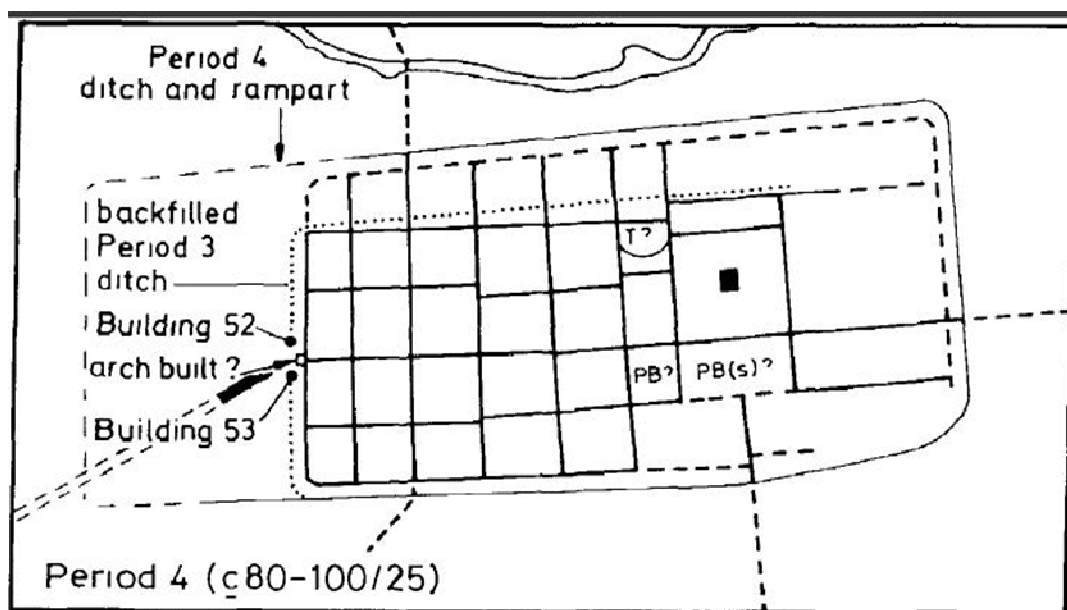 Period 4
ditch and rampart
backfilled
Period 3
ditch
Building 52
arch built ?
Building 53
T?
PB?
PB(s)?
Period 4 (c80-100/25)